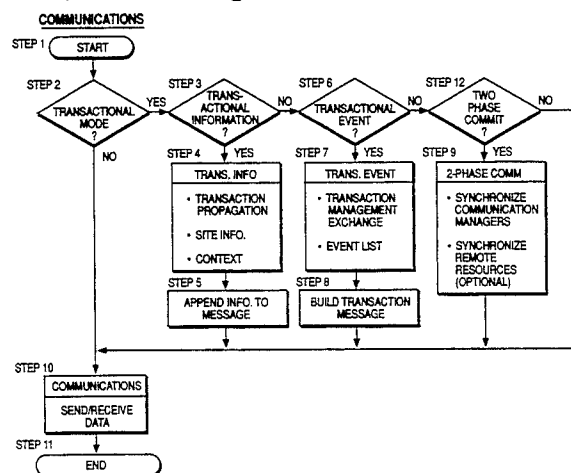 COMMUNICATIONS
STEP 1
START
STEP 2
TRANSACTIONAL
MODE
?
YES
NO
STEP 3
TRANS-
ACTIONAL
INFORMATION
?
NO
YES
STEP 6
TRANSACTIONAL
EVENT
?
NO
YES
STEP 12
TWO
PHASE
COMMIT
?
NO
YES
STEP 4
TRANS. INFO
• TRANSACTION
PROPAGATION
• SITE INFO.
• CONTEXT
STEP 7
TRANS. EVENT
• TRANSACTION
MANAGEMENT
EXCHANGE
• EVENT LIST
STEP 9
2-PHASE COMM
• SYNCHRONIZE
COMMUNICATION
MANAGERS
• SYNCHRONIZE
REMOTE
RESOURCES
(OPTIONAL)
STEP 5
APPEND INFO. TO
MESSAGE
STEP 8
BUILD TRANSACTION
MESSAGE
STEP 10
COMMUNICATIONS
SEND/RECEIVE
DATA
STEP 11
END